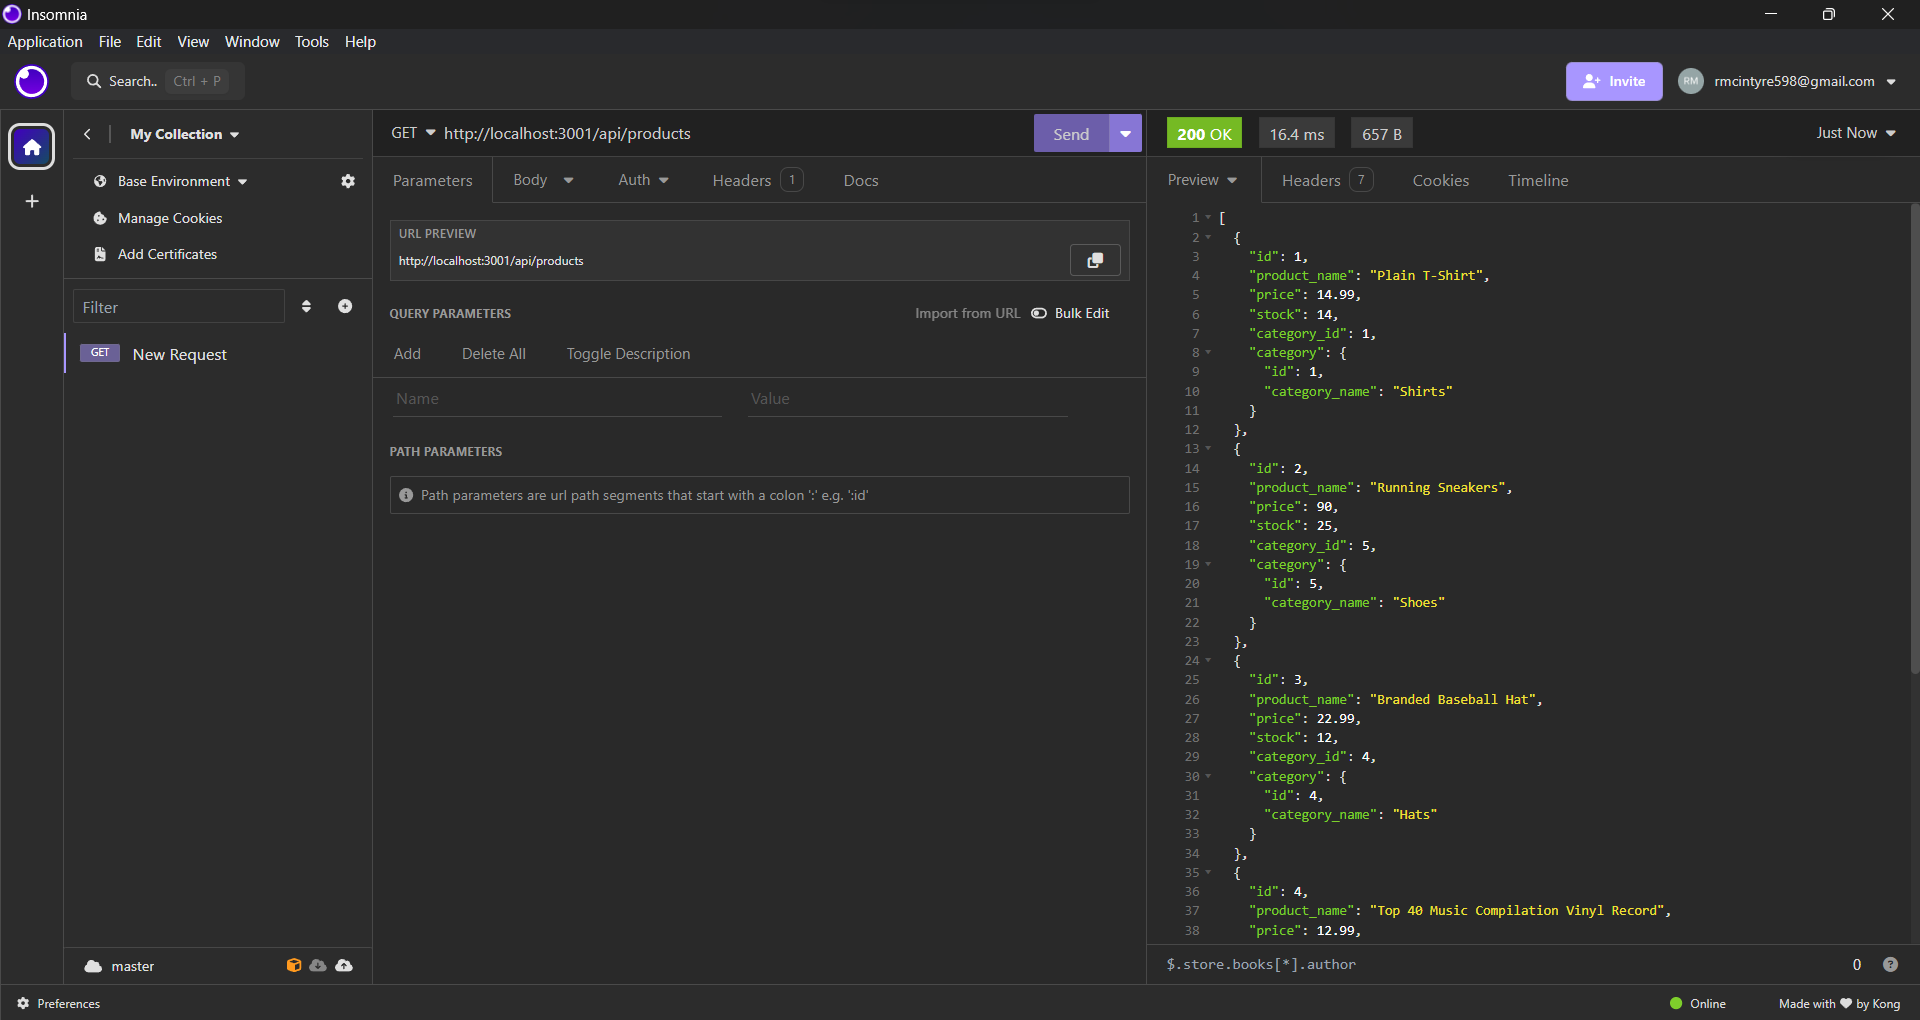 Insomnia
Application File Edit View Window Tools Help
Search.. Ctrl + P
Invite
RM rmcintyre598@gmail.com
My Collection
Base Environment
Manage Cookies
Add Certificates
Filter
GET New Request
master
GET http://localhost:3001/api/products
Send
Parameters Body Auth Headers 1 Docs
URL PREVIEW
http://localhost:3001/api/products
QUERY PARAMETERS Import from URL Bulk Edit
Add Delete All Toggle Description
Name Value
PATH PARAMETERS
Path parameters are url path segments that start with a colon ':' e.g. ':id'
200 OK 16.4 ms 657 B Just Now
Preview Headers 7 Cookies Timeline
1 [
2 {
3 "id": 1,
4 "product_name": "Plain T-Shirt",
5 "price": 14.99,
6 "stock": 14,
7 "category_id": 1,
8 "category": {
9 "id": 1,
10 "category_name": "Shirts"
11 }
12 },
13 {
14 "id": 2,
15 "product_name": "Running Sneakers",
16 "price": 90,
17 "stock": 25,
18 "category_id": 5,
19 "category": {
20 "id": 5,
21 "category_name": "Shoes"
22 }
23 },
24 {
25 "id": 3,
26 "product_name": "Branded Baseball Hat",
27 "price": 22.99,
28 "stock": 12,
29 "category_id": 4,
30 "category": {
31 "id": 4,
32 "category_name": "Hats"
33 }
34 },
35 {
36 "id": 4,
37 "product_name": "Top 40 Music Compilation Vinyl Record",
38 "price": 12.99,
$.store.books[*].author 0
Preferences
Online
Made with ❤ by Kong